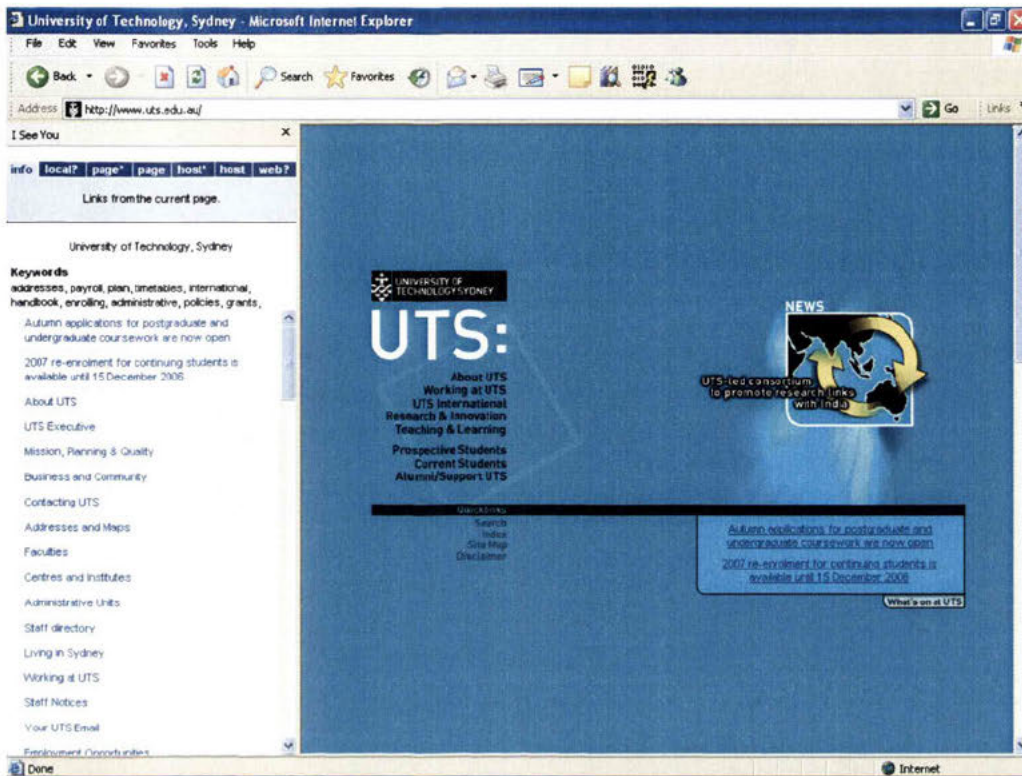 University of Technology, Sydney - Microsoft Internet Explorer
File Edit View Favorites Tools Help
Back Search Favorites
Address http://www.uts.edu.au/ Go Links
I See You x
info local? page* page host* host web?
Links from the current page.
University of Technology, Sydney
Keywords
addresses, payroll, plan, timetables, international,
handbook, enrolling, administrative, policies, grants,
Autumn applications for postgraduate and
undergraduate coursework are now open
2007 re-enrolment for continuing students is
available until 15 December 2006
About UTS
UTS Executive
Mission, Planning & Quality
Business and Community
Contacting UTS
Addresses and Maps
Faculties
Centres and Institutes
Administrative Units
Staff directory
Living in Sydney
Working at UTS
Staff Notices
Your UTS Email
Employment Opportunities
UNIVERSITY OF
TECHNOLOGY SYDNEY
UTS:
About UTS
Working at UTS
UTS International
Research & Innovation
Teaching & Learning
Prospective Students
Current Students
Alumni/Support UTS
Quicklinks
Search
Index
Site Map
Disclaimer
NEWS
UTS-led consortium
to promote research links
with India
Autumn applications for postgraduate and
undergraduate coursework are now open
2007 re-enrolment for continuing students is
available until 15 December 2006
What's on at UTS
Done Internet